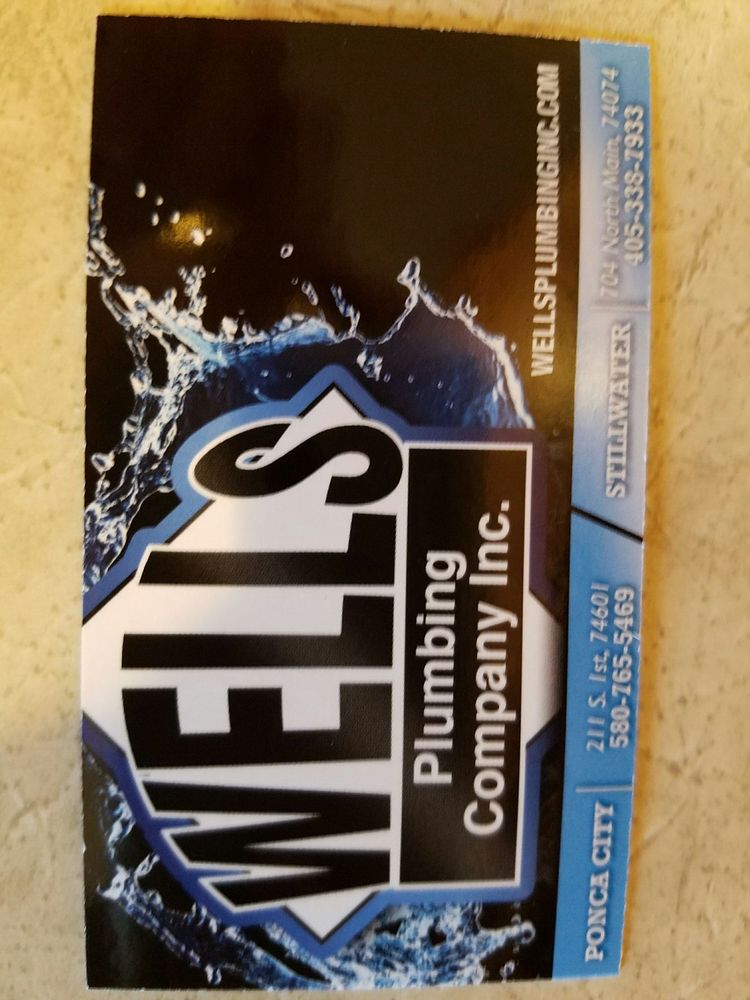 WELLS
Plumbing
Company Inc.
WELLSPLUMBINGINC.COM
PONCA CITY
211 S. 1st, 74601
580-765-5469
STILLWATER
704 North Main, 74074
405-338-7933